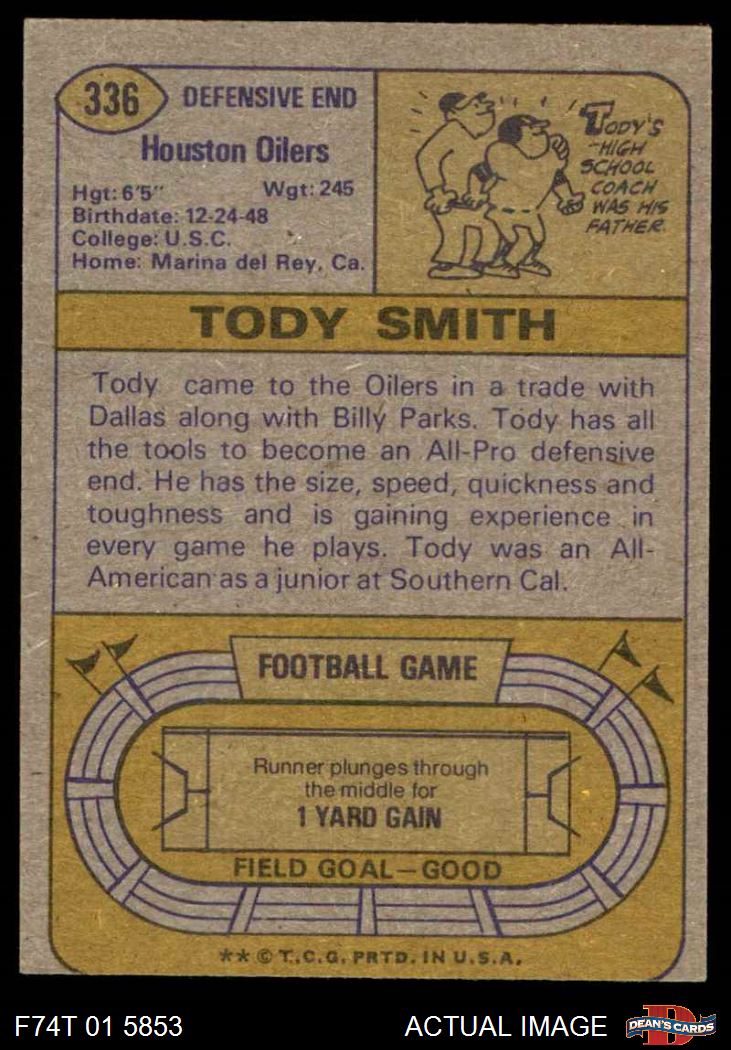 336
DEFENSIVE END
Houston Oilers
Hgt: 6'5" Wgt: 245
Birthdate: 12-24-48
College: U.S.C.
Home: Marina del Rey, Ca.
TODY'S
HIGH
SCHOOL
COACH
WAS HIS
FATHER.
TODY SMITH
Tody came to the Oilers in a trade with
Dallas along with Billy Parks. Tody has all
the tools to become an All-Pro defensive
end. He has the size, speed, quickness and
toughness and is gaining experience in
every game he plays. Tody was an All-
American as a junior at Southern Cal.
FOOTBALL GAME
Runner plunges through
the middle for
1 YARD GAIN
FIELD GOAL—GOOD
** © T.C.G. PRTD. IN U.S.A.
F74T 01 5853
ACTUAL IMAGE
D
DEAN'S CARDS